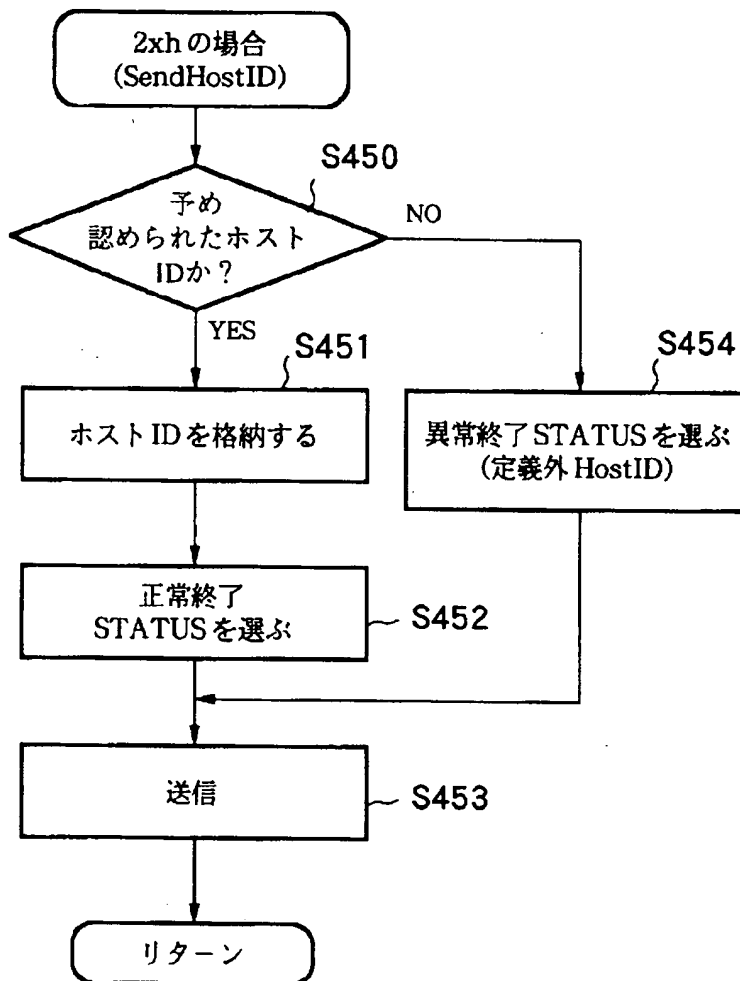 2xhの場合
(SendHostID)
S450
予め
認められたホスト
IDか？
NO
YES
S451
S454
ホストIDを格納する
異常終了STATUSを選ぶ
(定義外HostID)
正常終了
STATUSを選ぶ
S452
送信
S453
リターン